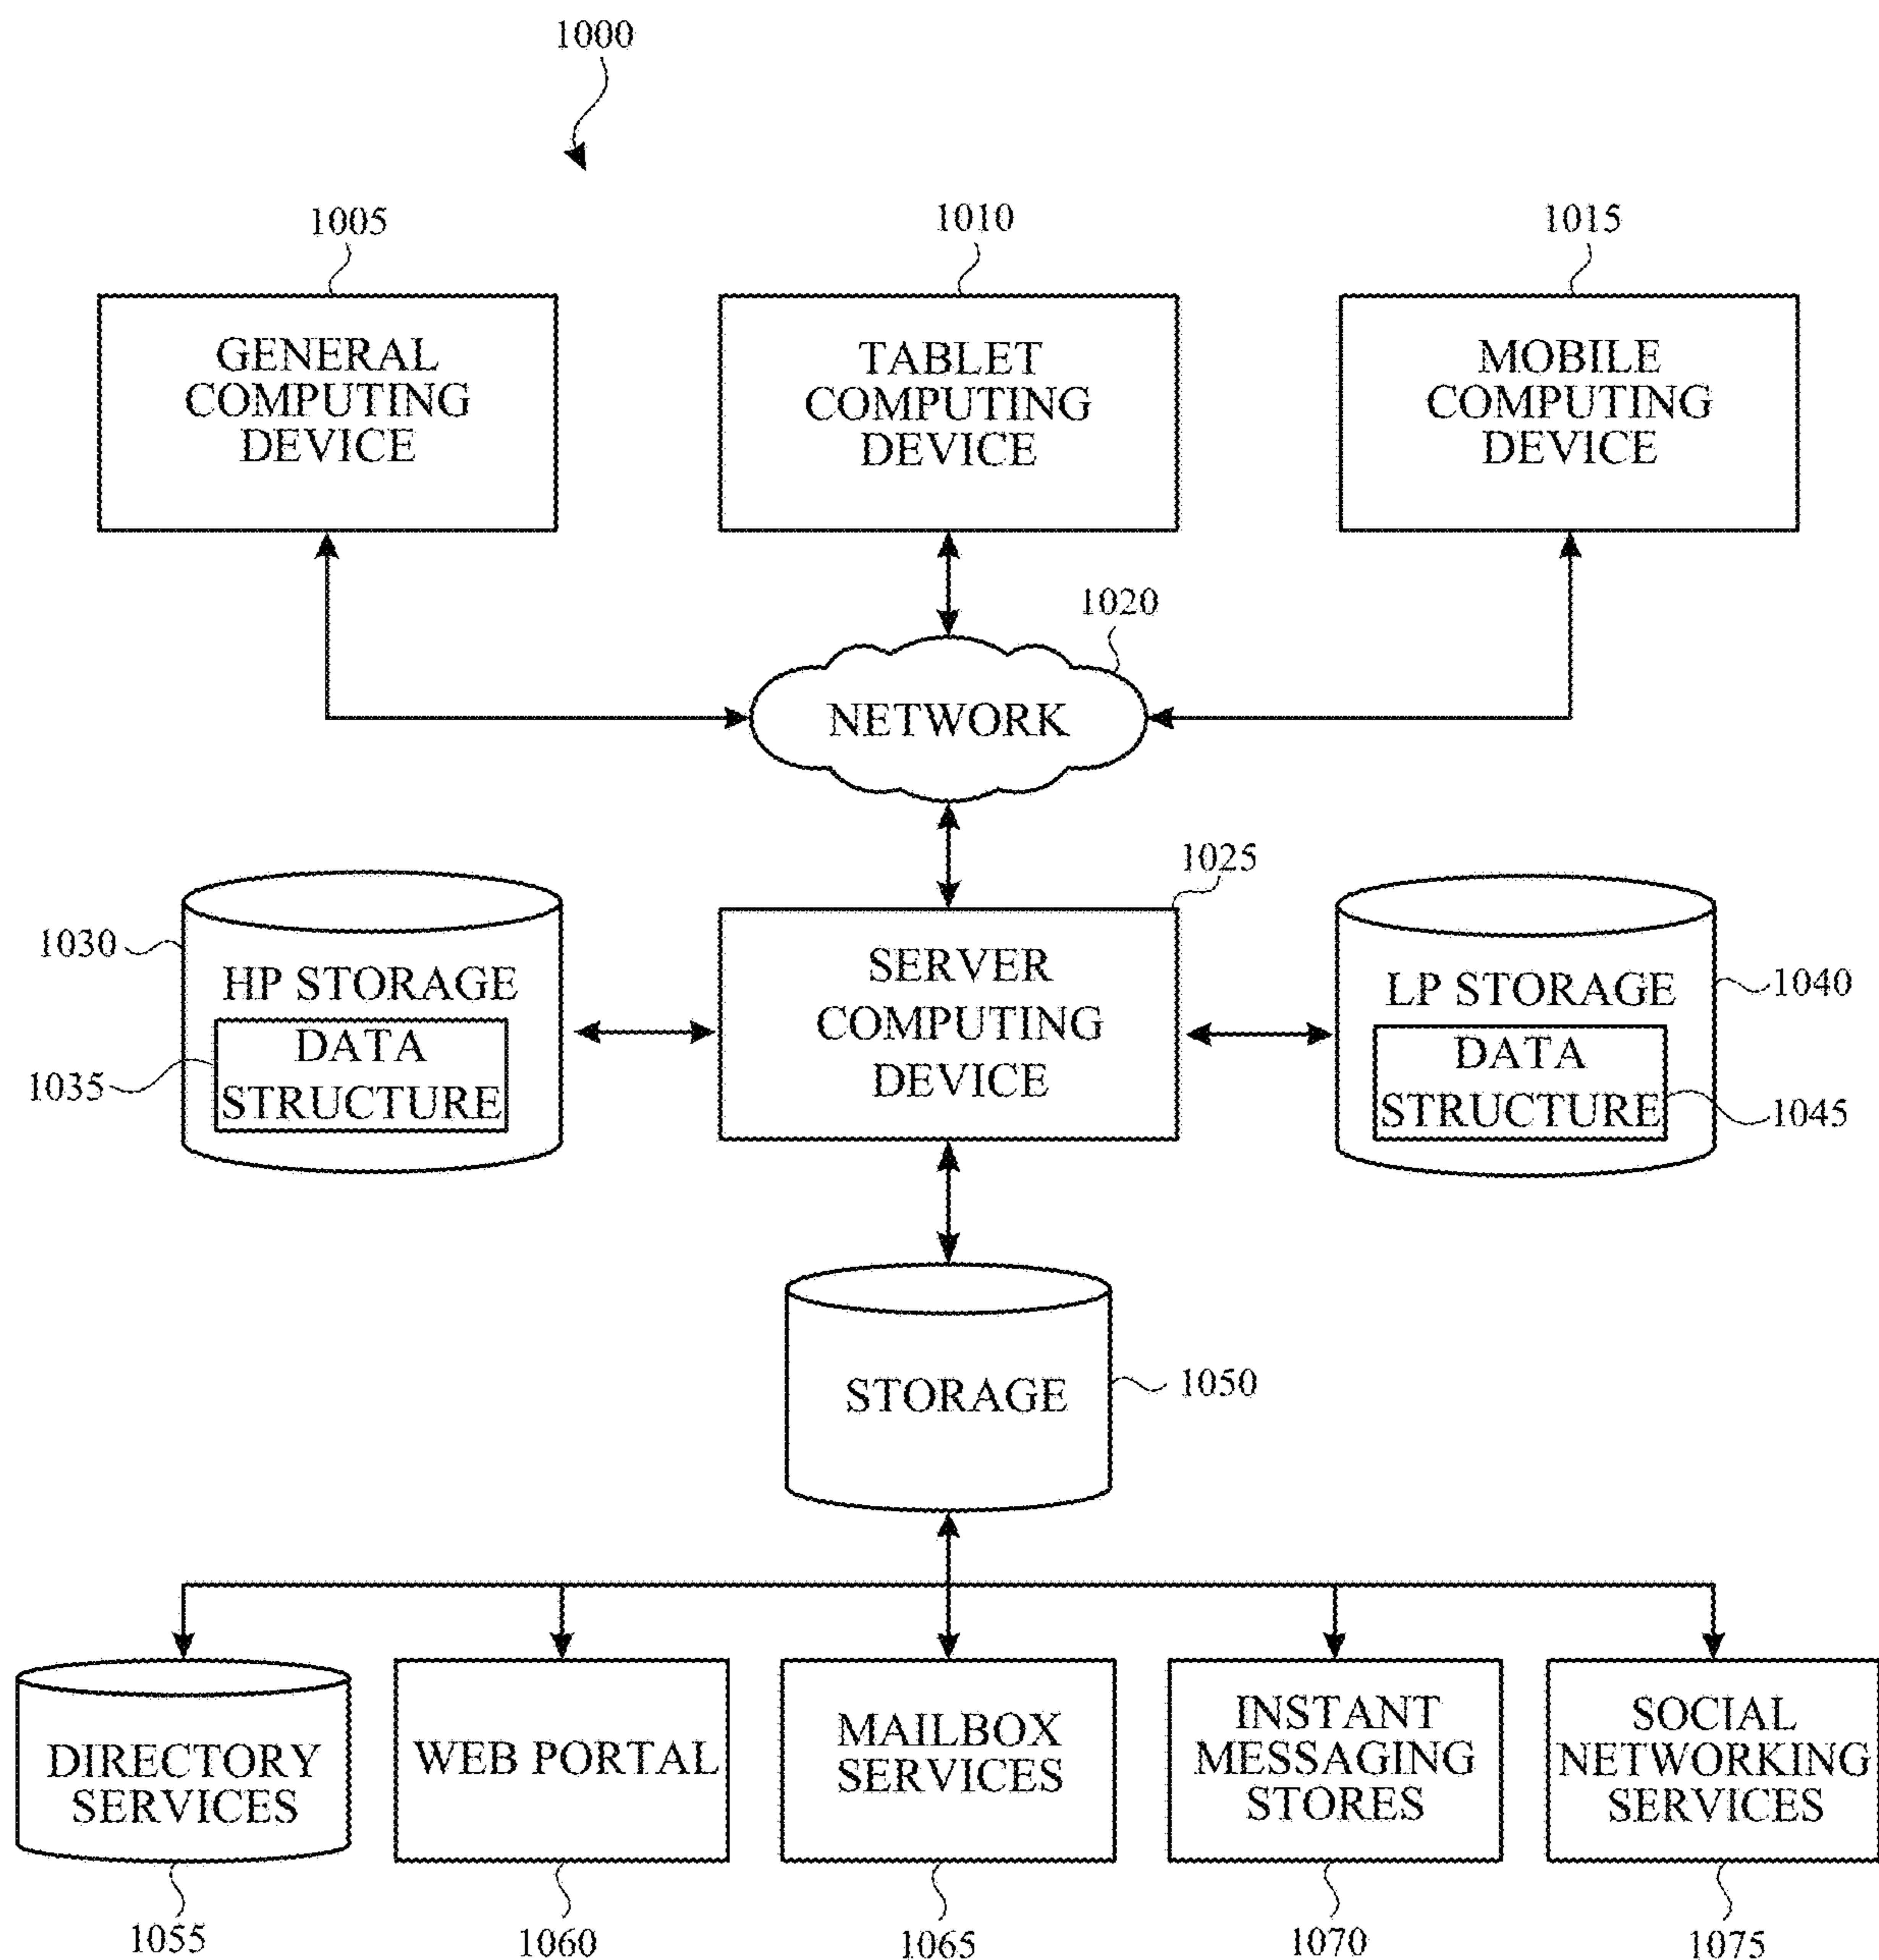 1000
1005
1010
1015
GENERAL
COMPUTING
DEVICE
TABLET
COMPUTING
DEVICE
MOBILE
COMPUTING
DEVICE
1020
NETWORK
1025
1030
HP STORAGE
1035
DATA
STRUCTURE
SERVER
COMPUTING
DEVICE
LP STORAGE
1040
DATA
STRUCTURE
1045
STORAGE
1050
DIRECTORY
SERVICES
WEB PORTAL
MAILBOX
SERVICES
INSTANT
MESSAGING
STORES
SOCIAL
NETWORKING
SERVICES
1055
1060
1065
1070
1075